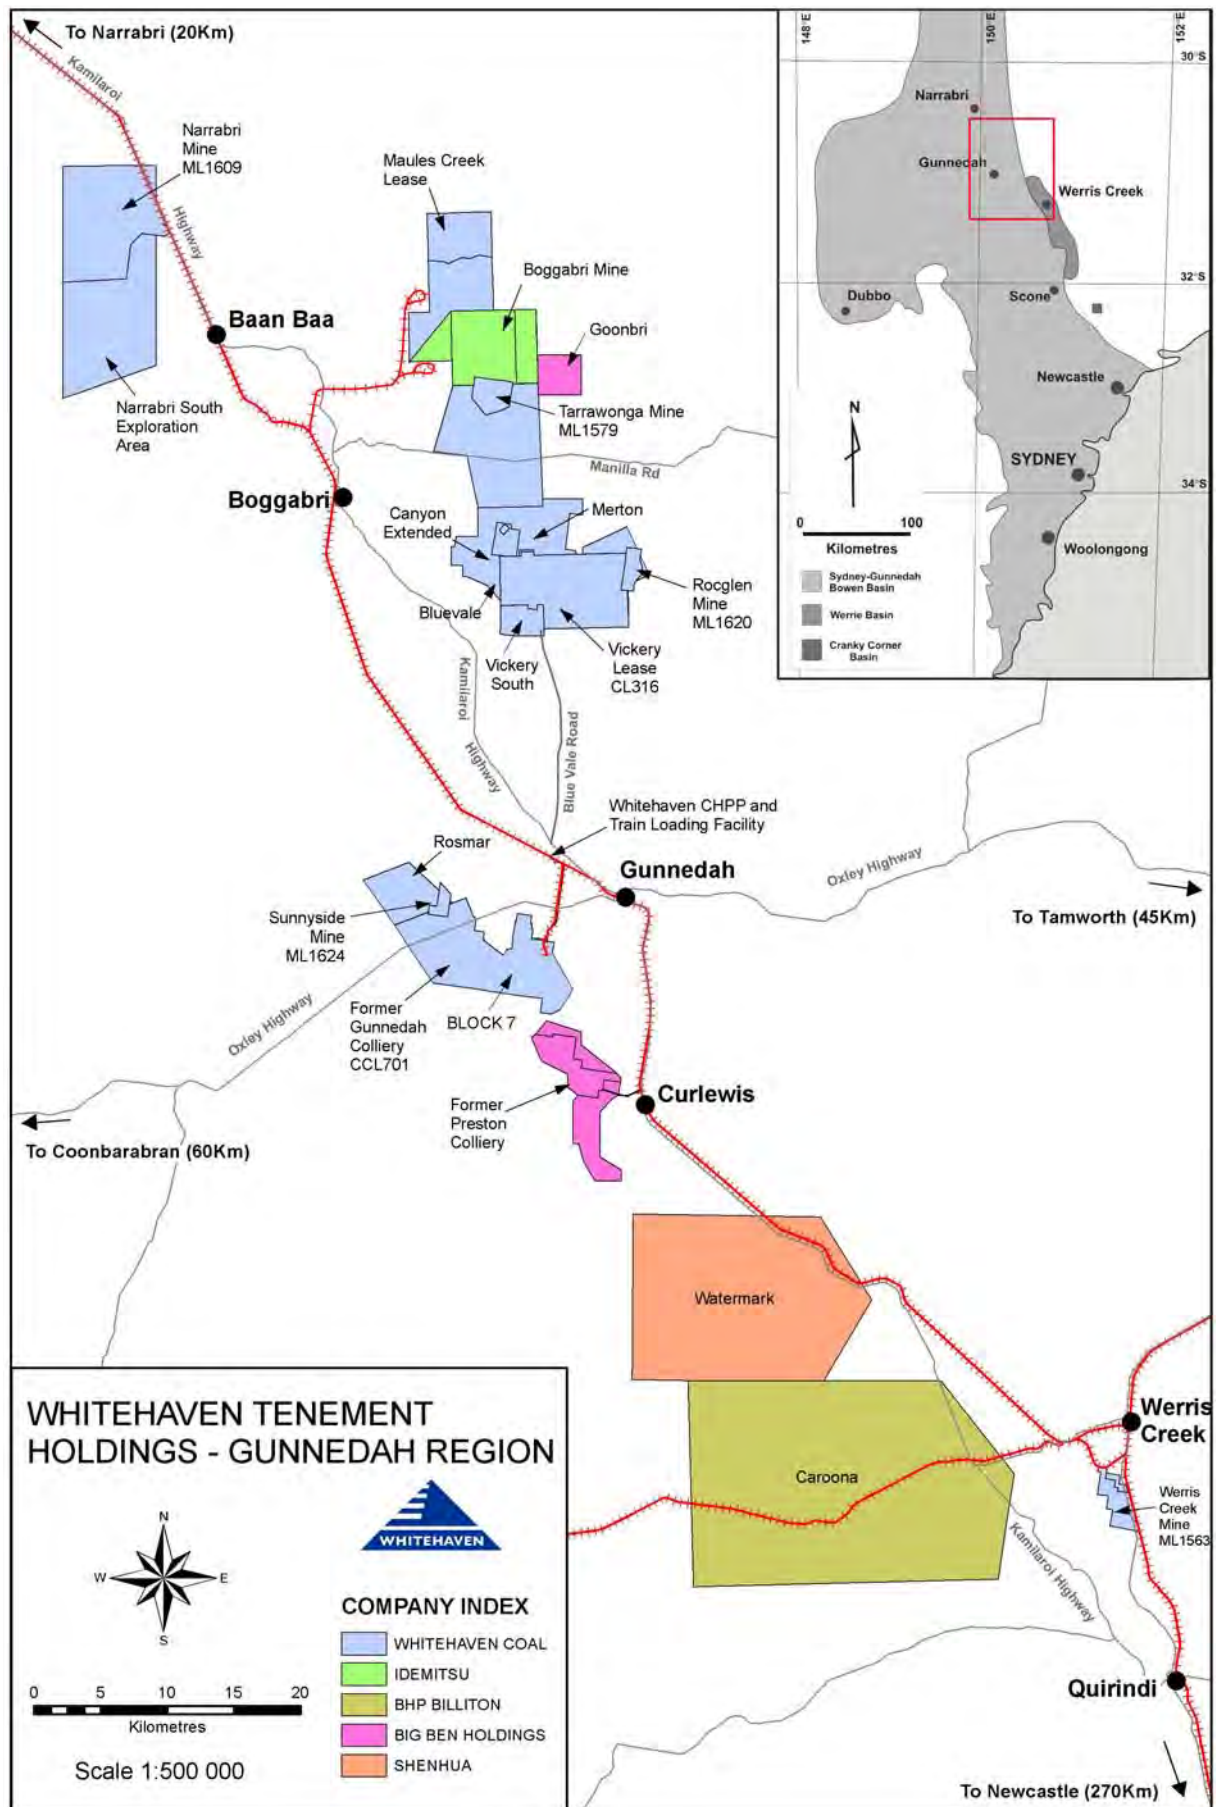 To Narrabri (20Km)
Kamilaroi
Highway
Narrabri
Mine
ML1609
Maules Creek
Lease
Boggabri Mine
Goonbri
Baan Baa
Narrabri South
Exploration
Area
Tarrawonga Mine
ML1579
Manilla Rd
Boggabri
Canyon
Extended
Merton
Bluevale
Rocglen
Mine
ML1620
Vickery
South
Vickery
Lease
CL316
Kamilaroi
Highway
Blue Vale Road
Whitehaven CHPP and
Train Loading Facility
Rosmar
Gunnedah
Oxley Highway
To Tamworth (45Km)
Sunnyside
Mine
ML1624
Oxley Highway
Former
Gunnedah
Colliery
CCL701
BLOCK 7
Former
Preston
Colliery
Curlewis
To Coonbarabran (60Km)
Watermark
Caroona
Werris
Creek
Werris
Creek
Mine
ML1563
Kamilaroi Highway
Quirindi
To Newcastle (270Km)
148°E
150°E
152°E
30°S
Narrabri
Gunnedah
Werris Creek
32°S
Dubbo
Scone
Newcastle
N
SYDNEY
34°S
0 100
Kilometres
Woolongong
Sydney-Gunnedah
Bowen Basin
Werrie Basin
Cranky Corner
Basin
WHITEHAVEN TENEMENT
HOLDINGS - GUNNEDAH REGION
N
W E
S
WHITEHAVEN
COMPANY INDEX
WHITEHAVEN COAL
IDEMITSU
BHP BILLITON
BIG BEN HOLDINGS
SHENHUA
0 5 10 15 20
Kilometres
Scale 1:500 000